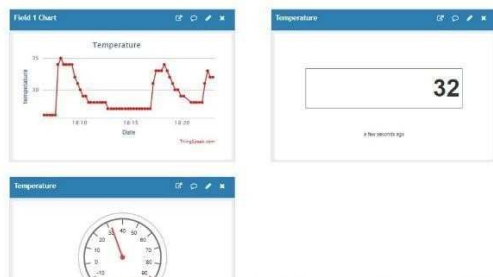 Field 1 Chart
Temperature
temperature
35
30
18:10
18:15
18:20
Date
ThingSpeak.com
Temperature
32
a few seconds ago
Temperature
40
50
20
60
10
70
0
80
-10
90